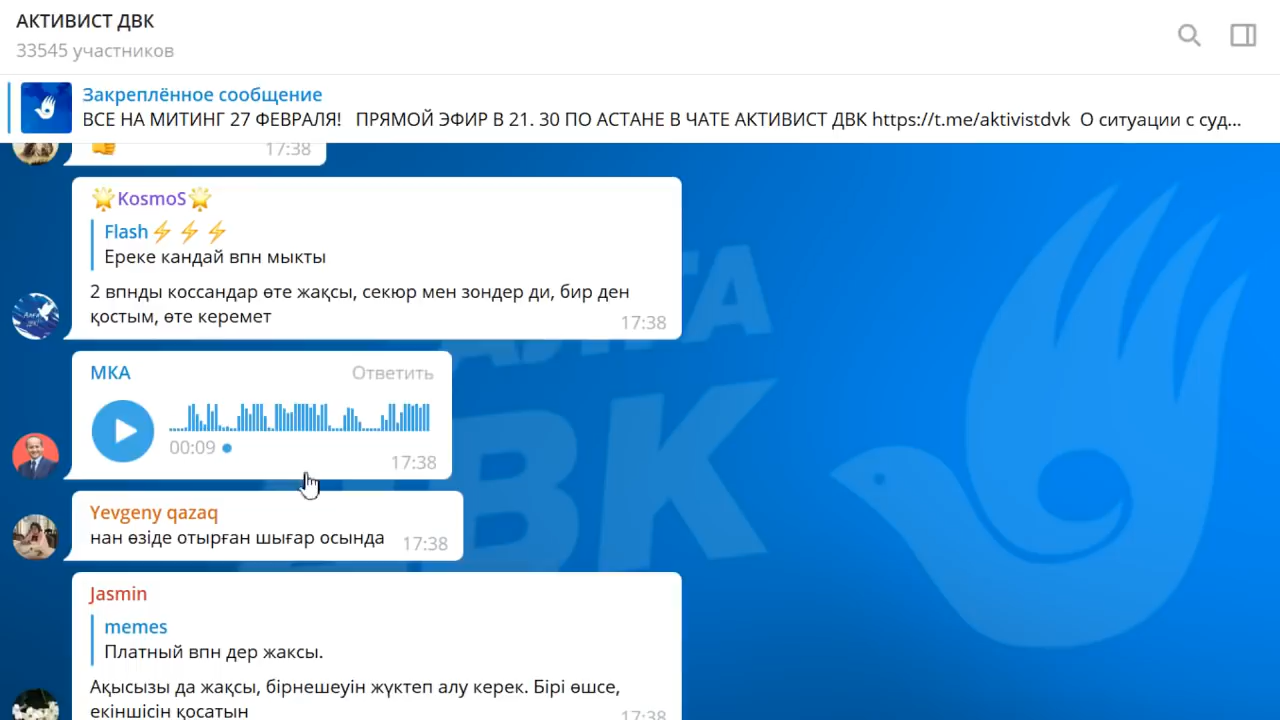 АКТИВИСТ ДВК
33545 участников
Закреплённое сообщение
ВСЕ НА МИТИНГ 27 ФЕВРАЛЯ! ПРЯМОЙ ЭФИР В 21. 30 ПО АСТАНЕ В ЧАТЕ АКТИВИСТ ДВК https://t.me/aktivistdvk О ситуации с суд...
17:38
KosmoS
Flash
Ереке кандай впн мыкты
2 впнды коссандар өте жақсы, секюр мен зондер ди, бир ден
қостым, өте керемет
17:38
МКА
Ответить
00:09
17:38
Yevgeny qazaq
нан өзіде отырған шығар осында
17:38
Jasmin
memes
Платный впн дер жаксы.
Ақысызы да жақсы, бірнешеуін жүктеп алу керек. Бірі өшсе,
екіншісін қосатын
17:38
АЛҒА
ДВК